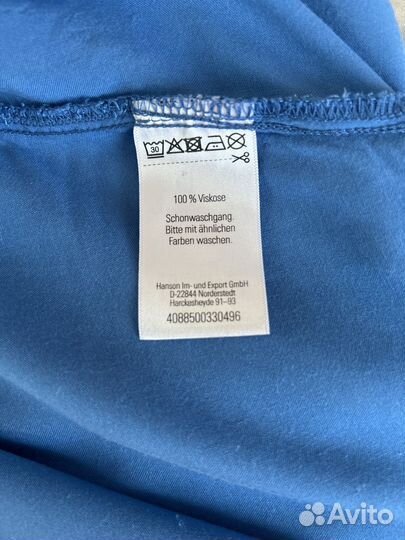 30
100 % Viskose
Schonwaschgang.
Bitte mit ähnlichen
Farben waschen.
Hanson Im- und Export GmbH
D-22844 Norderstedt
Harckesheyde 91-93
4088500330496
Avito